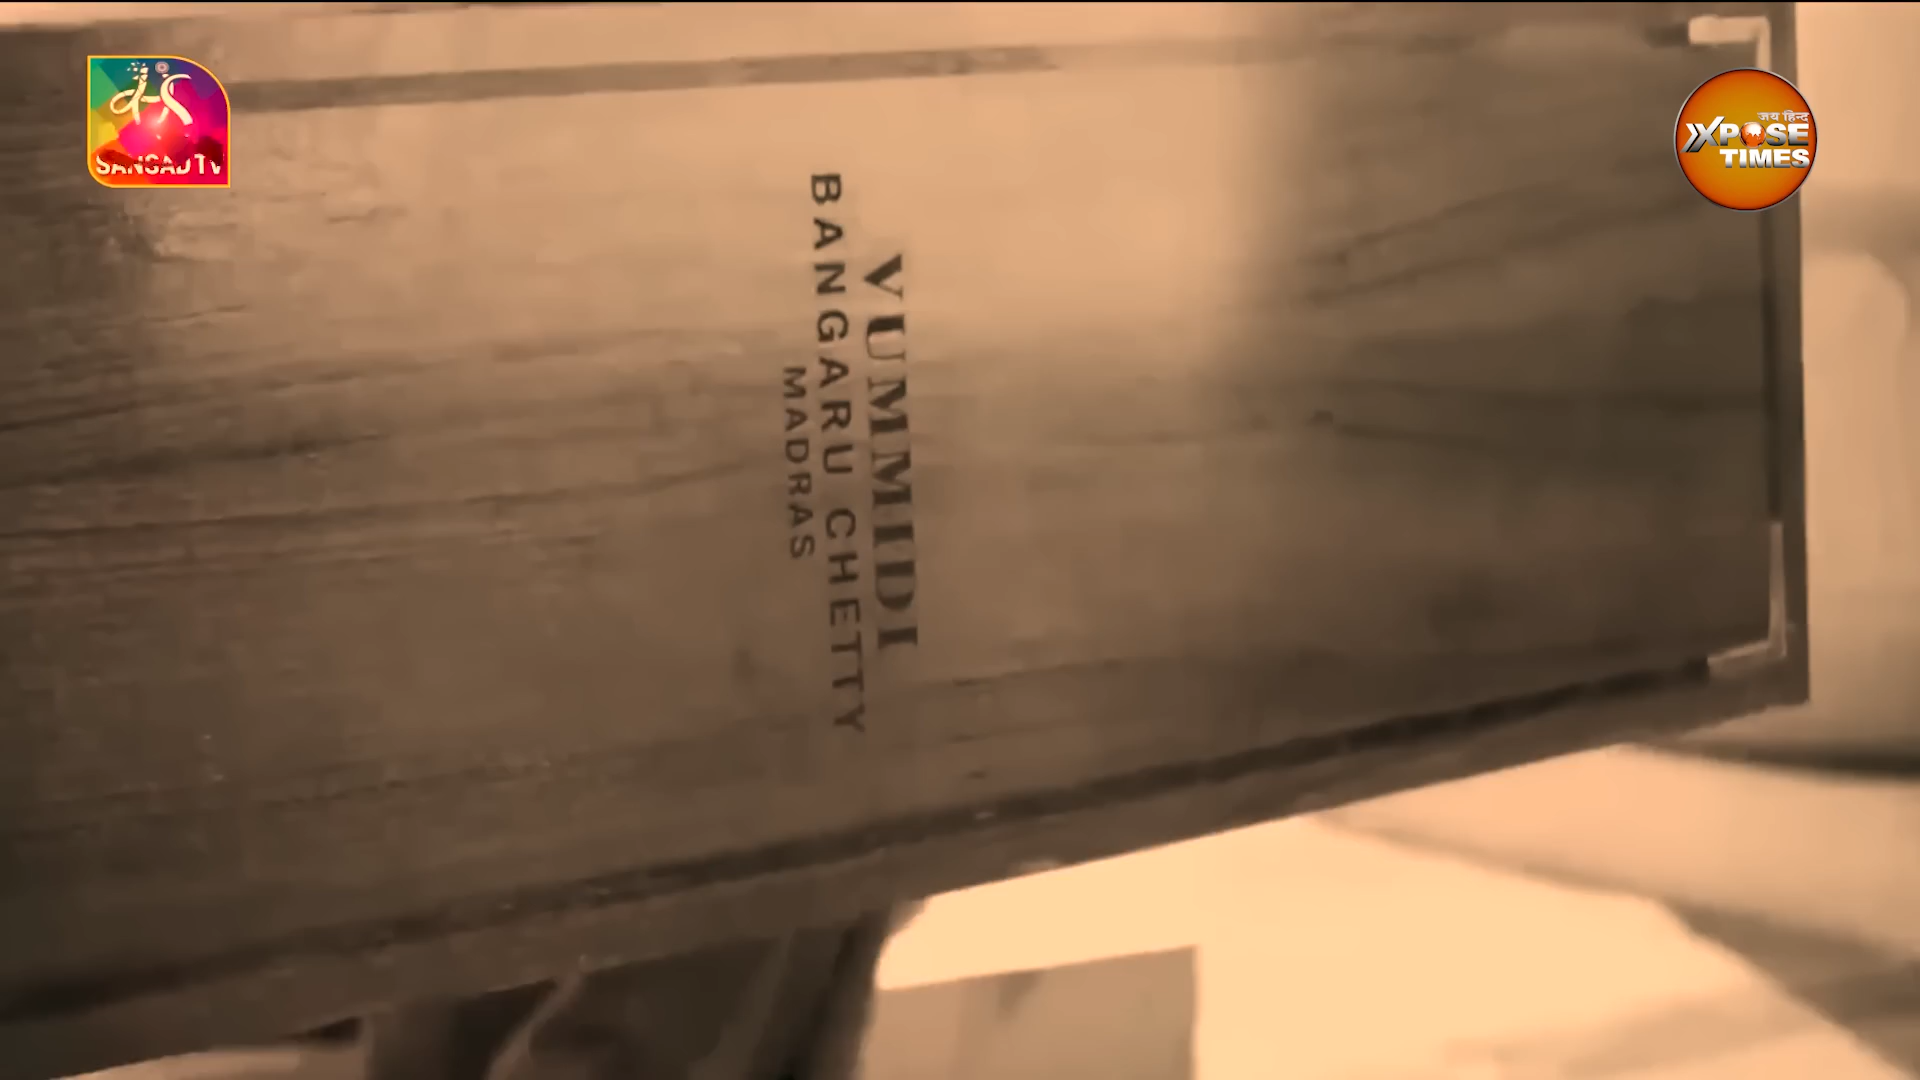 SANSAD TV
जय हिन्द
XPOSE
TIMES
VUMMIDI
BANGARU CHETTY
MADRAS